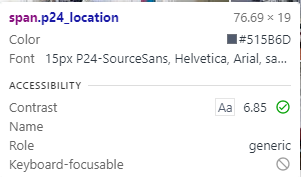 span.p24_location 76.69 × 19
Color #515B6D
Font 15px P24-SourceSans, Helvetica, Arial, sa...
ACCESSIBILITY
Contrast Aa 6.85
Name
Role generic
Keyboard-focusable